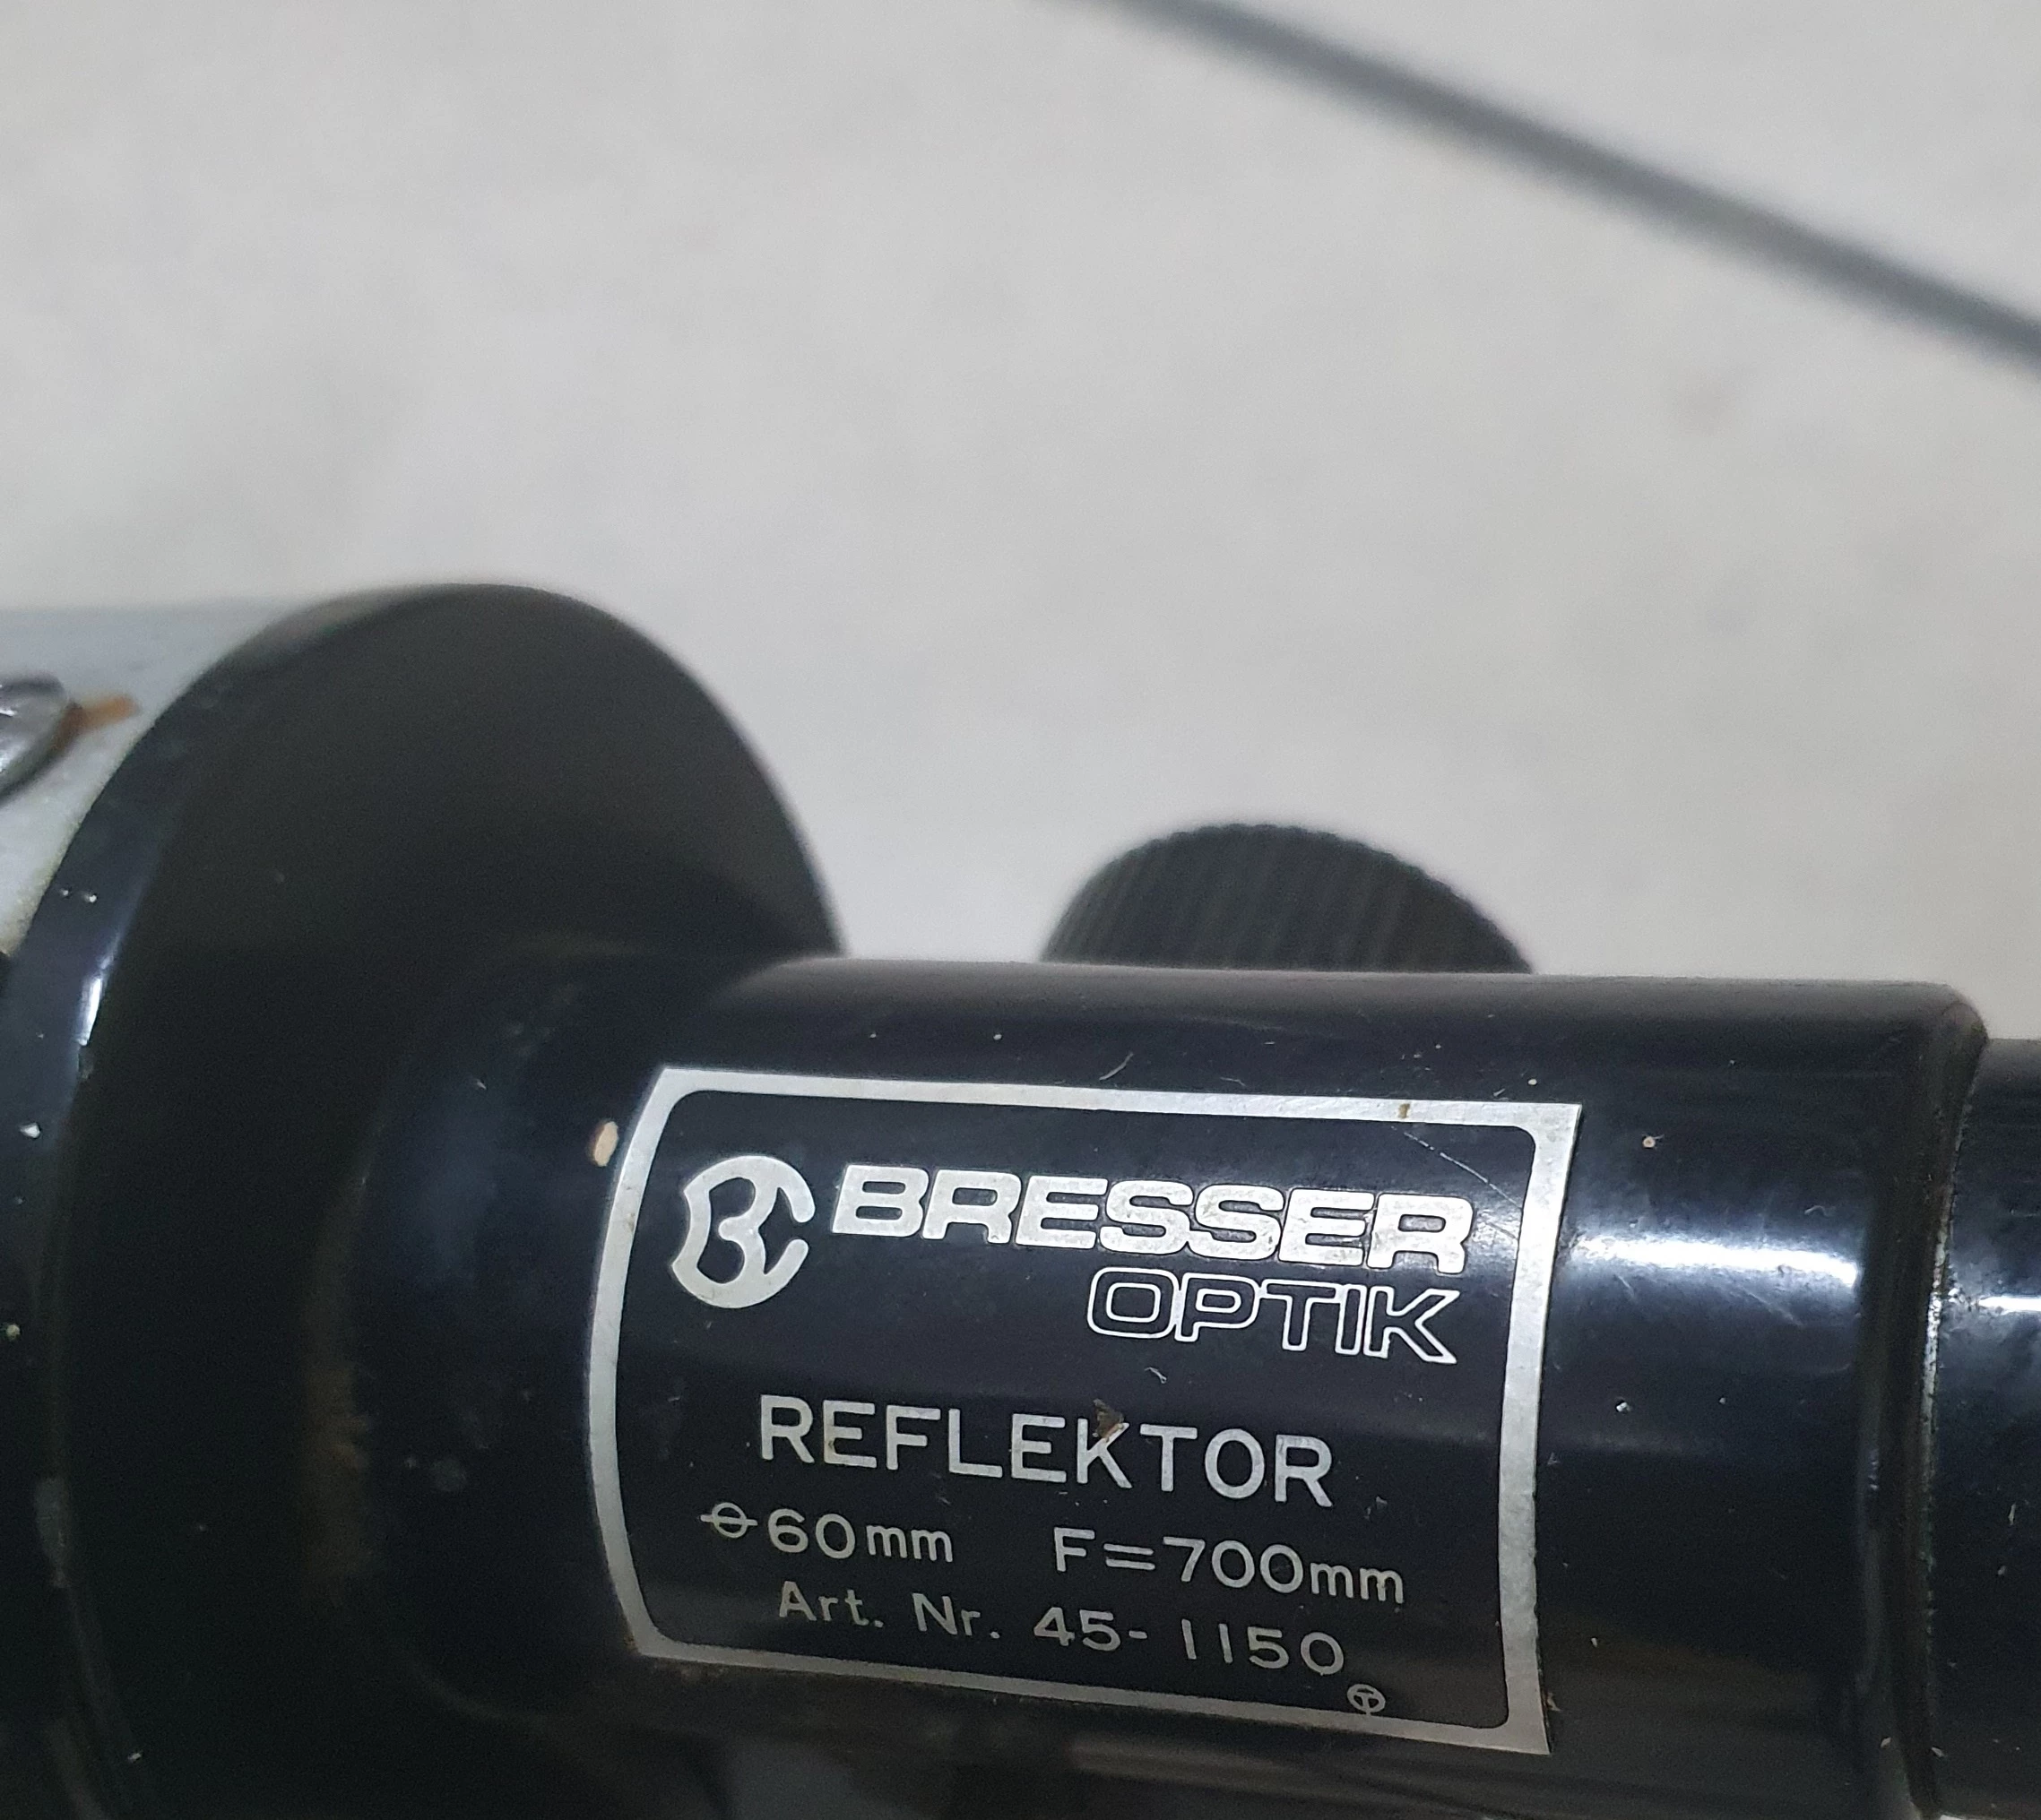 BRESSER
OPTIK
REFLEKTOR
⌀60mm F=700mm
Art. Nr. 45-1150
T